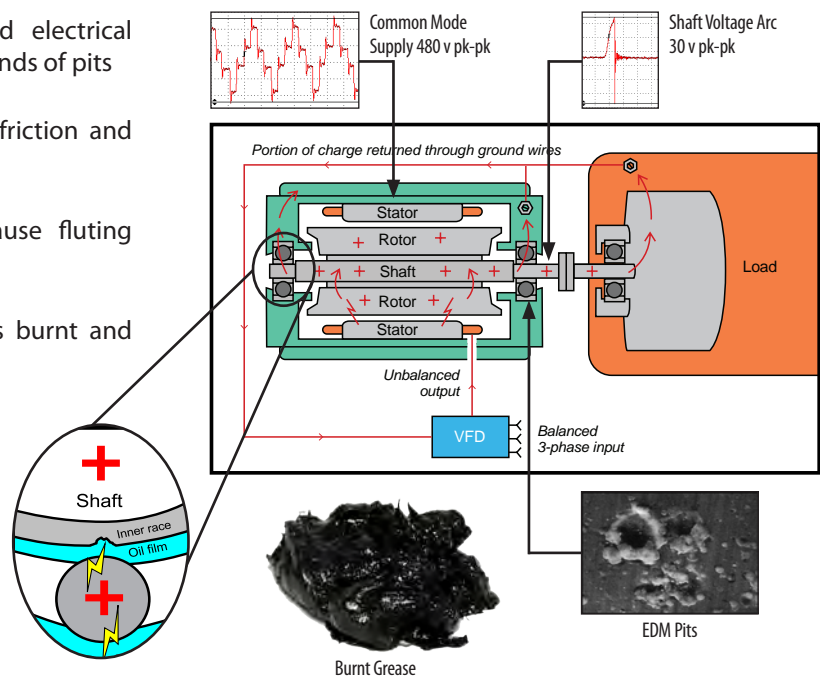 d electrical
nds of pits
friction and
ause fluting
s burnt and
Common Mode
Supply 480 v pk-pk
Shaft Voltage Arc
30 v pk-pk
Portion of charge returned through ground wires
Stator
Rotor
Shaft
Rotor
Stator
Load
Unbalanced
output
VFD
Balanced
3-phase input
Shaft
Inner race
Oil film
Burnt Grease
EDM Pits